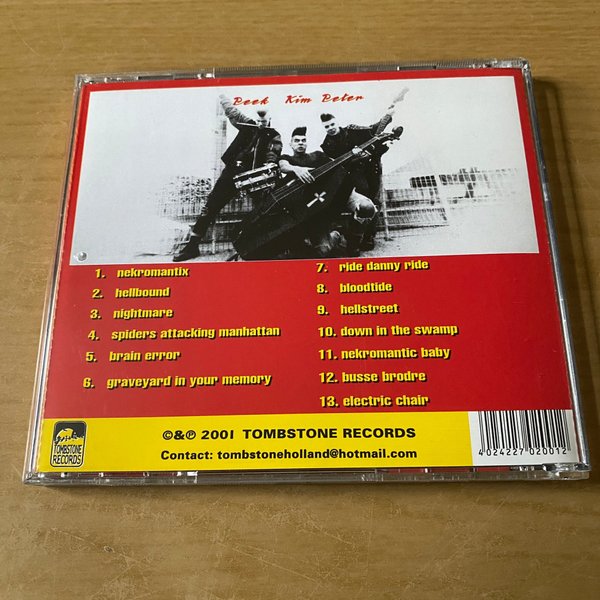 Peek Kim Peter
1. nekromantix
2. hellbound
3. nightmare
4. spiders attacking manhattan
5. brain error
6. graveyard in your memory
7. ride danny ride
8. bloodtide
9. hellstreet
10. down in the swamp
11. nekromantic baby
12. busse brodre
13. electric chair
TOMBSTONE
RECORDS
©&℗ 2001 TOMBSTONE RECORDS
Contact: tombstoneholland@hotmail.com
4024227020012